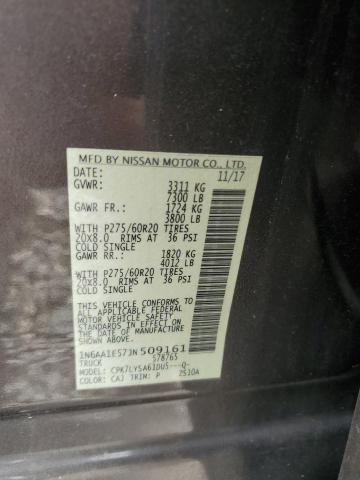 MFD BY NISSAN MOTOR CO., LTD.
DATE: 11/17
GVWR: 3311 KG
7300 LB
GAWR FR.: 1724 KG
3800 LB
WITH P275/60R20 TIRES
20X8.0 RIMS AT 36 PSI
COLD SINGLE
GAWR RR.: 1820 KG
4012 LB
WITH P275/60R20 TIRES
20X8.0 RIMS AT 36 PSI
COLD SINGLE
THIS VEHICLE CONFORMS TO ALL
APPLICABLE U.S. FEDERAL MOTOR
VEHICLE SAFETY STANDARDS IN
EFFECT ON THE DATE OF
MANUFACTURE SHOWN ABOVE.
1N6AA1E57JN509161
TRUCK 578765
MODEL: CPK7LYSA61DUS---Q
COLOR: CAJ TRIM: P 2510A